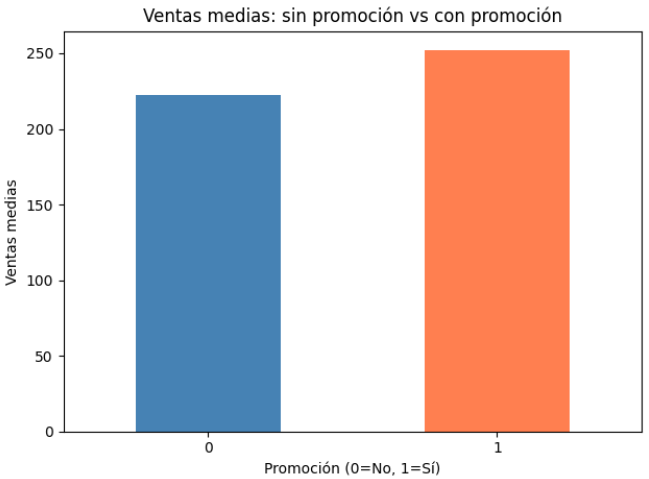 Ventas medias: sin promoción vs con promoción
Ventas medias
250
200
150
100
50
0
0
1
Promoción (0=No, 1=Sí)